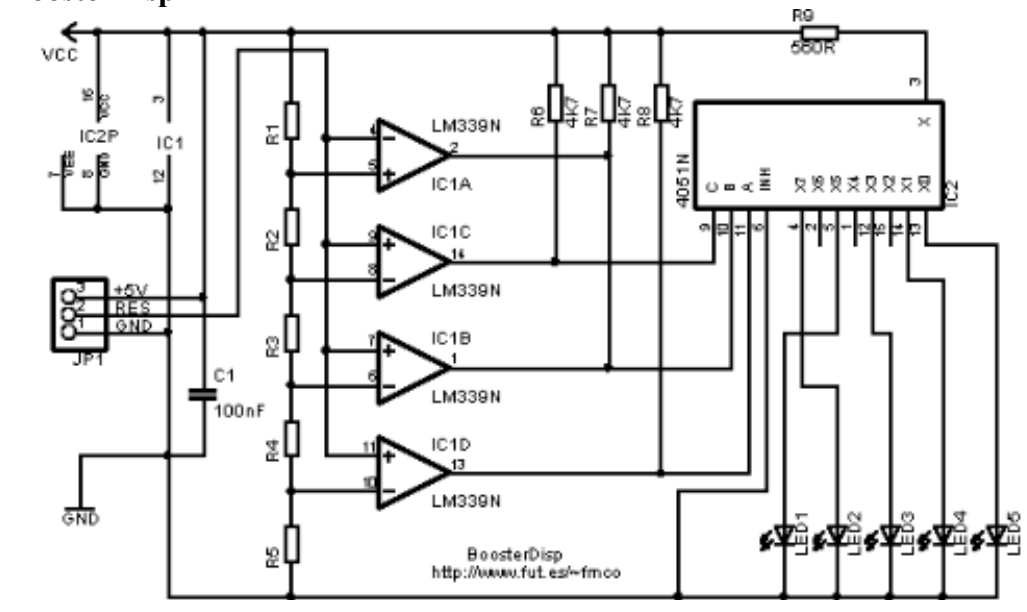 R9
VCC
560R
3
16
VCC
3
IC2P
IC1
7
VEE
8
GND
12
R1
4
5
LM339N
2
IC1A
R6
4K7
R7
4K7
R8
4K7
X
4051N
C
B
A
INH
X7
X6
X5
X4
X3
X2
X1
X0
IC2
9
10
11
6
4
2
5
1
12
15
14
13
R2
9
8
IC1C
14
LM339N
3
+5V
2
RES
1
GND
JP1
R3
7
6
IC1B
1
LM339N
C1
100nF
R4
11
10
IC1D
13
LM339N
GND
R5
BoosterDisp
http://www.fut.es/~fmco
LED1
LED2
LED3
LED4
LED5